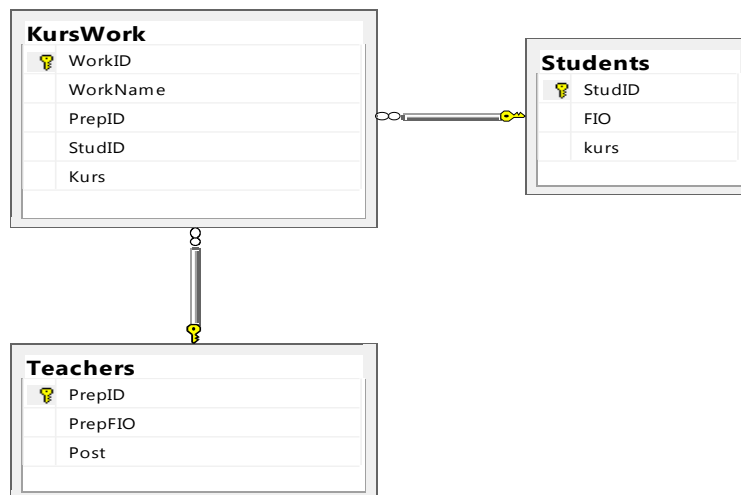 KursWork
WorkID
WorkName
PrepID
StudID
Kurs
Students
StudID
FIO
kurs
Teachers
PrepID
PrepFIO
Post